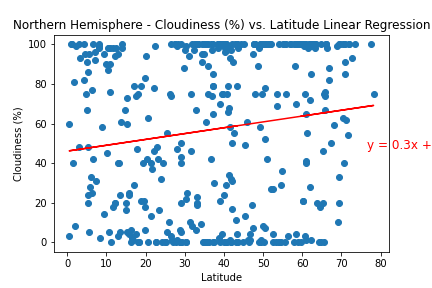 Northern Hemisphere - Cloudiness (%) vs. Latitude Linear Regression
100
80
60
40
20
0
Cloudiness (%)
y = 0.3x +
0 10 20 30 40 50 60 70 80
Latitude